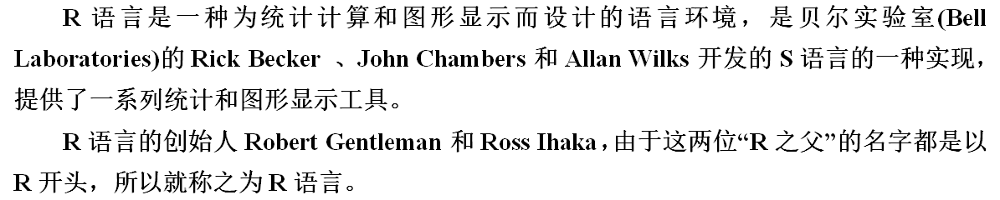 R 语言是一种为统计计算和图形显示而设计的语言环境，是贝尔实验室(Bell
Laboratories)的 Rick Becker 、John Chambers 和 Allan Wilks 开发的 S 语言的一种实现，
提供了一系列统计和图形显示工具。
R 语言的创始人 Robert Gentleman 和 Ross Ihaka，由于这两位“R 之父”的名字都是以
R 开头，所以就称之为 R 语言。